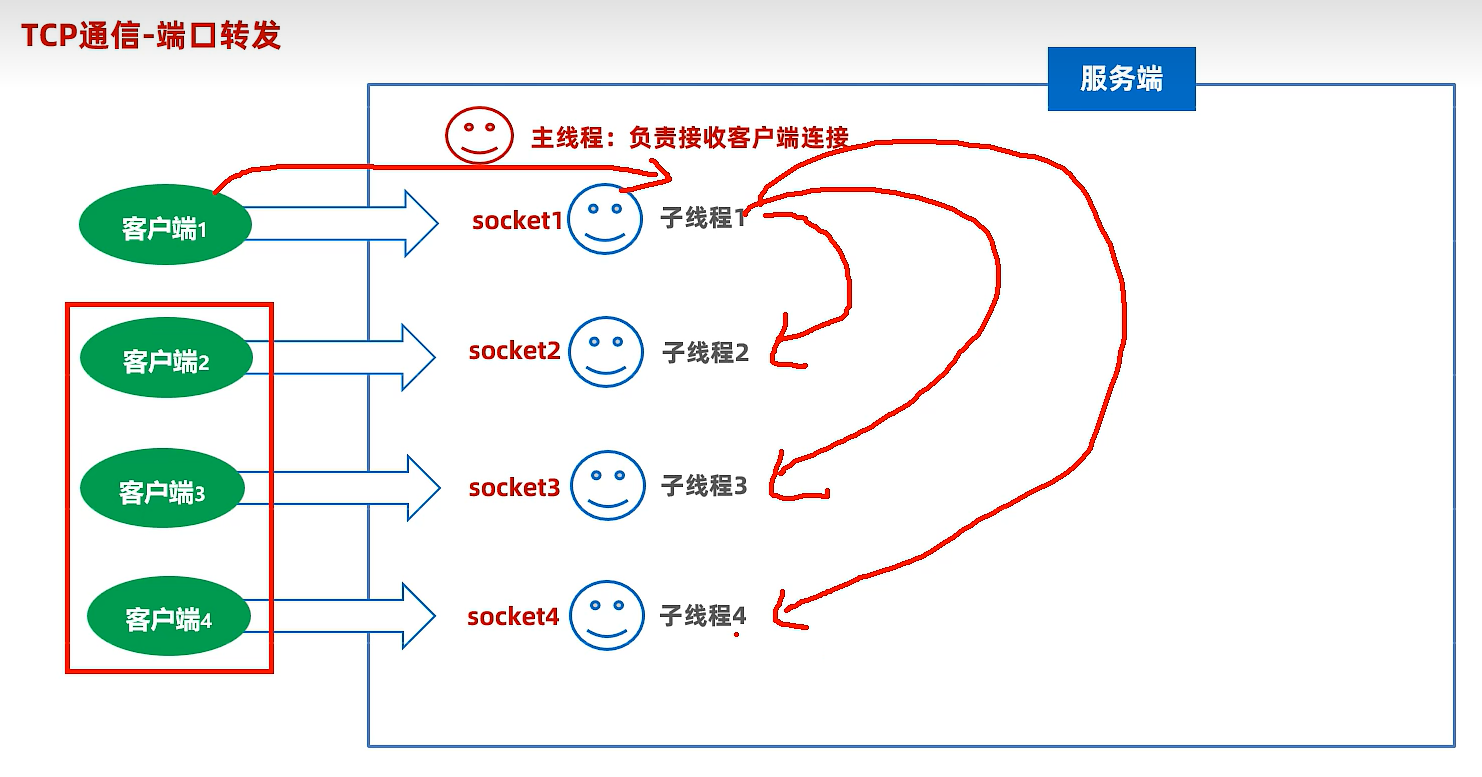 TCP通信-端口转发
服务端
主线程：负责接收客户端连接
客户端1
socket1
子线程1
客户端2
socket2
子线程2
客户端3
socket3
子线程3
客户端4
socket4
子线程4